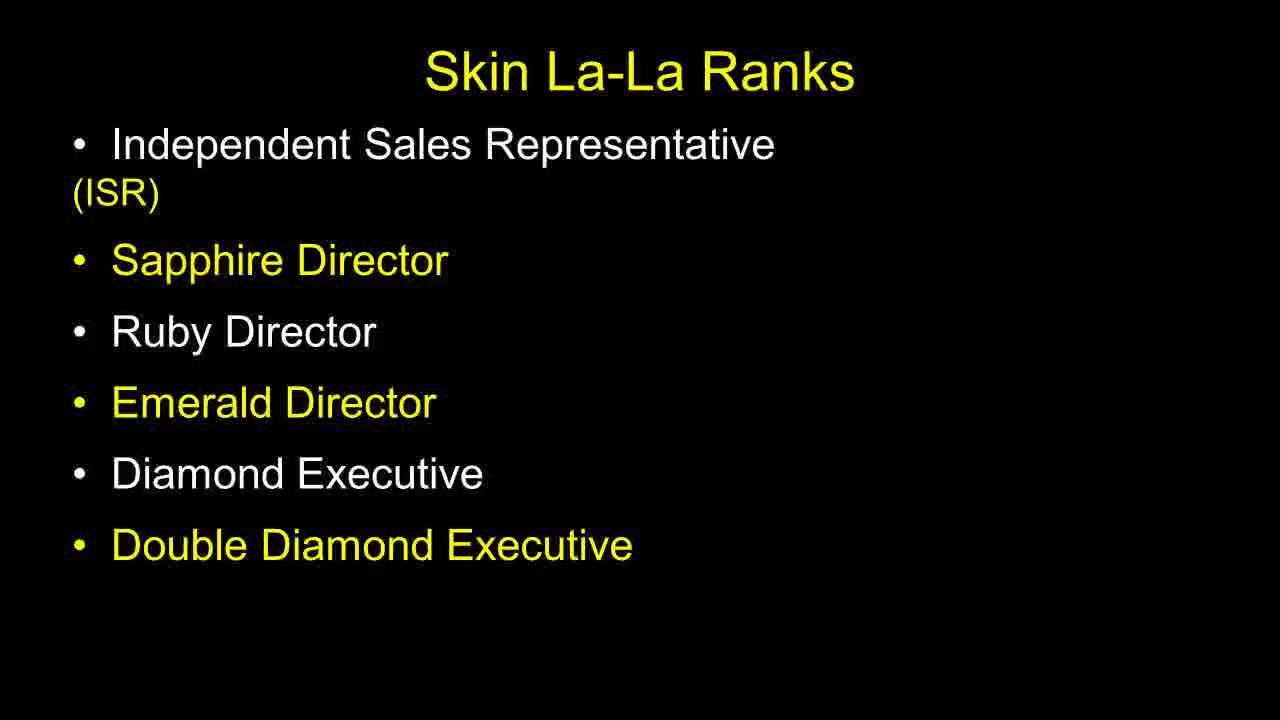 Skin La-La Ranks
• Independent Sales Representative
(ISR)
• Sapphire Director
• Ruby Director
• Emerald Director
• Diamond Executive
• Double Diamond Executive